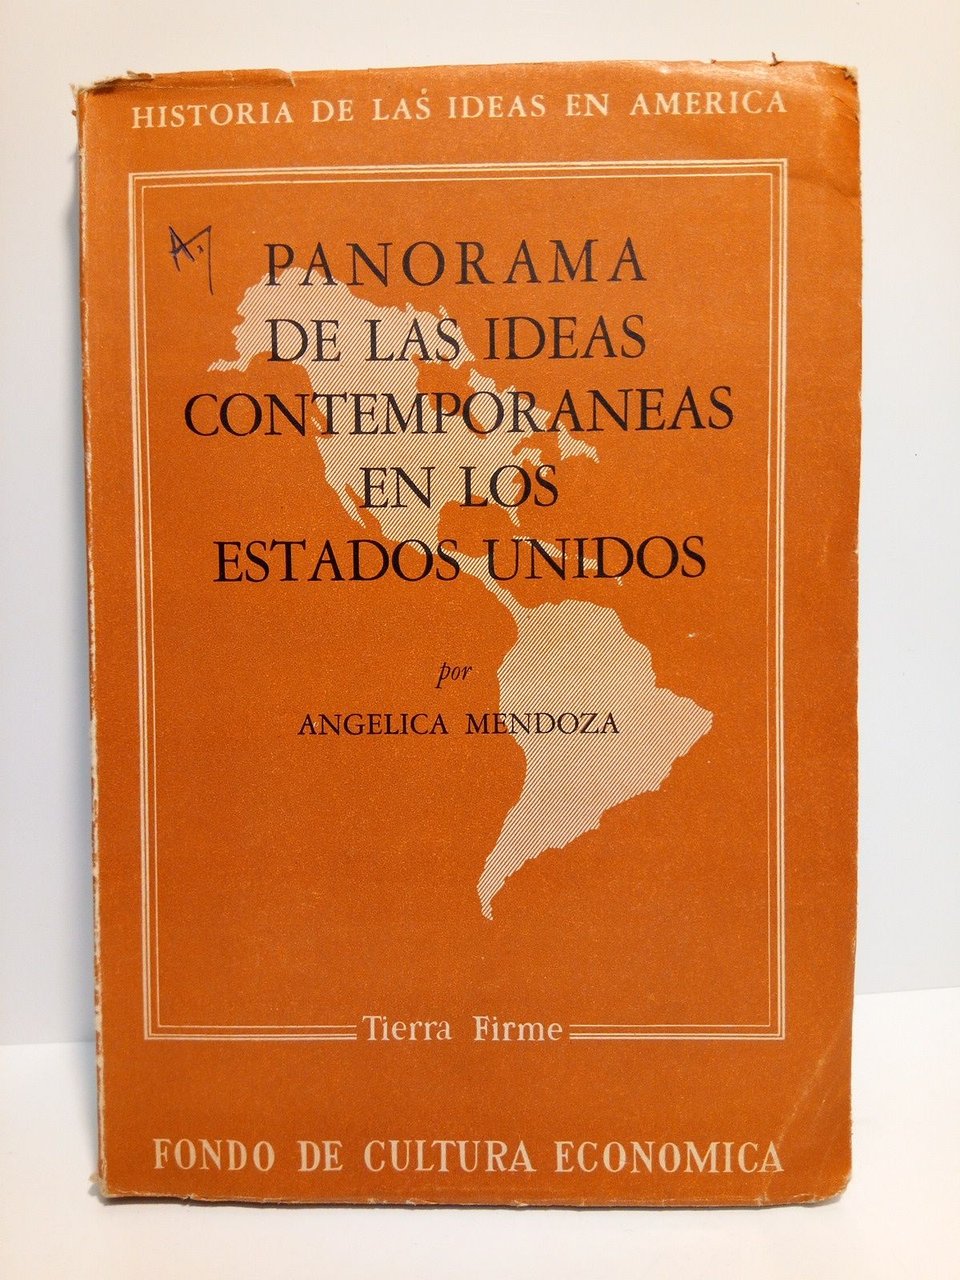 HISTORIA DE LAS IDEAS EN AMERICA
PANORAMA
DE LAS IDEAS
CONTEMPORANEAS
EN LOS
ESTADOS UNIDOS
por
ANGELICA MENDOZA
Tierra Firme
FONDO DE CULTURA ECONOMICA